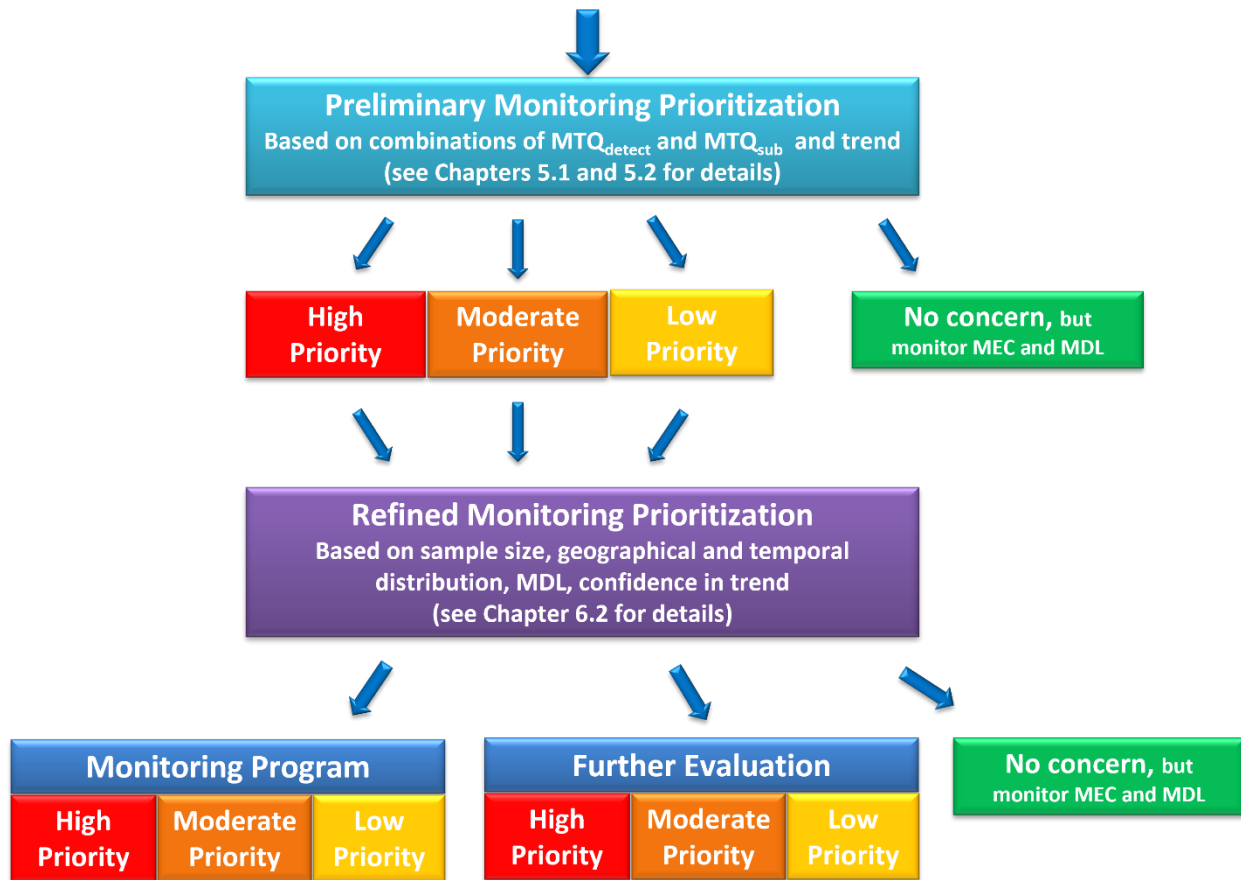 Preliminary Monitoring Prioritization
Based on combinations of MTQdetect and MTQsub and trend
(see Chapters 5.1 and 5.2 for details)
High
Priority
Moderate
Priority
Low
Priority
No concern, but
monitor MEC and MDL
Refined Monitoring Prioritization
Based on sample size, geographical and temporal
distribution, MDL, confidence in trend
(see Chapter 6.2 for details)
Monitoring Program
High
Priority
Moderate
Priority
Low
Priority
Further Evaluation
High
Priority
Moderate
Priority
Low
Priority
No concern, but
monitor MEC and MDL